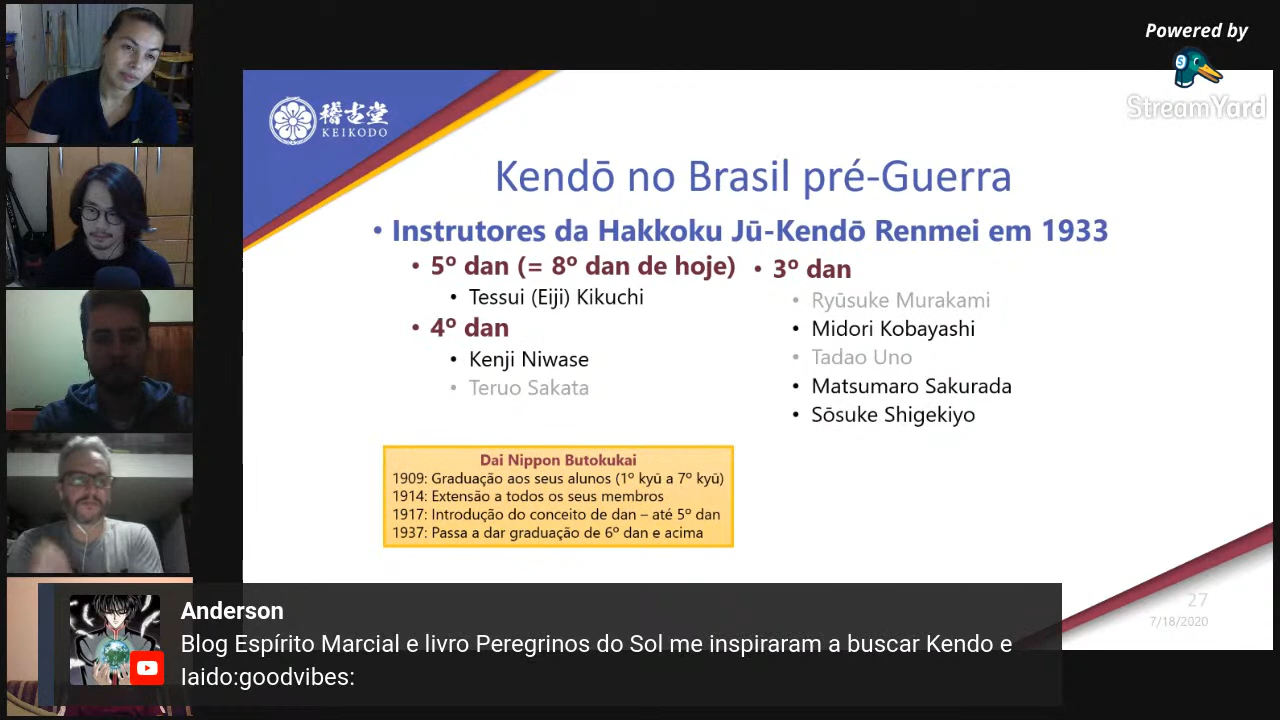 Powered by
StreamYard
稽古堂
KEIKODO
Kendō no Brasil pré-Guerra
• Instrutores da Hakkoku Jū-Kendō Renmei em 1933
• 5º dan (= 8º dan de hoje)
• Tessui (Eiji) Kikuchi
• 4º dan
• Kenji Niwase
• Teruo Sakata
• 3º dan
• Ryūsuke Murakami
• Midori Kobayashi
• Tadao Uno
• Matsumaro Sakurada
• Sōsuke Shigekiyo
Dai Nippon Butokukai
1909: Graduação aos seus alunos (1º kyū a 7º kyū)
1914: Extensão a todos os seus membros
1917: Introdução do conceito de dan – até 5º dan
1937: Passa a dar graduação de 6º dan e acima
27
7/18/2020
Anderson
Blog Espírito Marcial e livro Peregrinos do Sol me inspiraram a buscar Kendo e
Iaido:goodvibes: